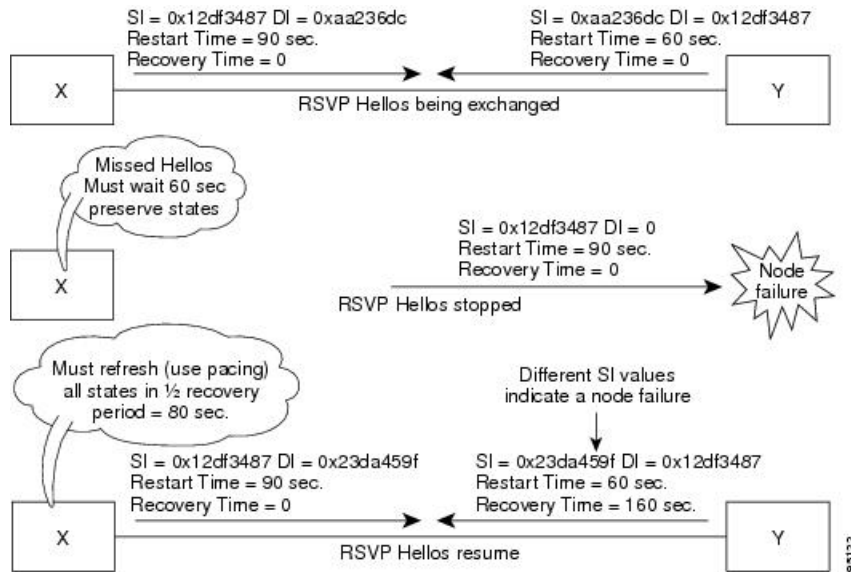 SI = 0x12df3487 DI = 0xaa236dc
Restart Time = 90 sec.
Recovery Time = 0
SI = 0xaa236dc DI = 0x12df3487
Restart Time = 60 sec.
Recovery Time = 0
X
Y
RSVP Hellos being exchanged
Missed Hellos
Must wait 60 sec
preserve states
X
SI = 0x12df3487 DI = 0
Restart Time = 90 sec.
Recovery Time = 0
Node
failure
RSVP Hellos stopped
Must refresh (use pacing)
all states in ½ recovery
period = 80 sec.
Different SI values
indicate a node failure
SI = 0x12df3487 DI = 0x23da459f
Restart Time = 90 sec.
Recovery Time = 0
SI = 0x23da459f DI = 0x12df3487
Restart Time = 60 sec.
Recovery Time = 160 sec.
X
Y
RSVP Hellos resume